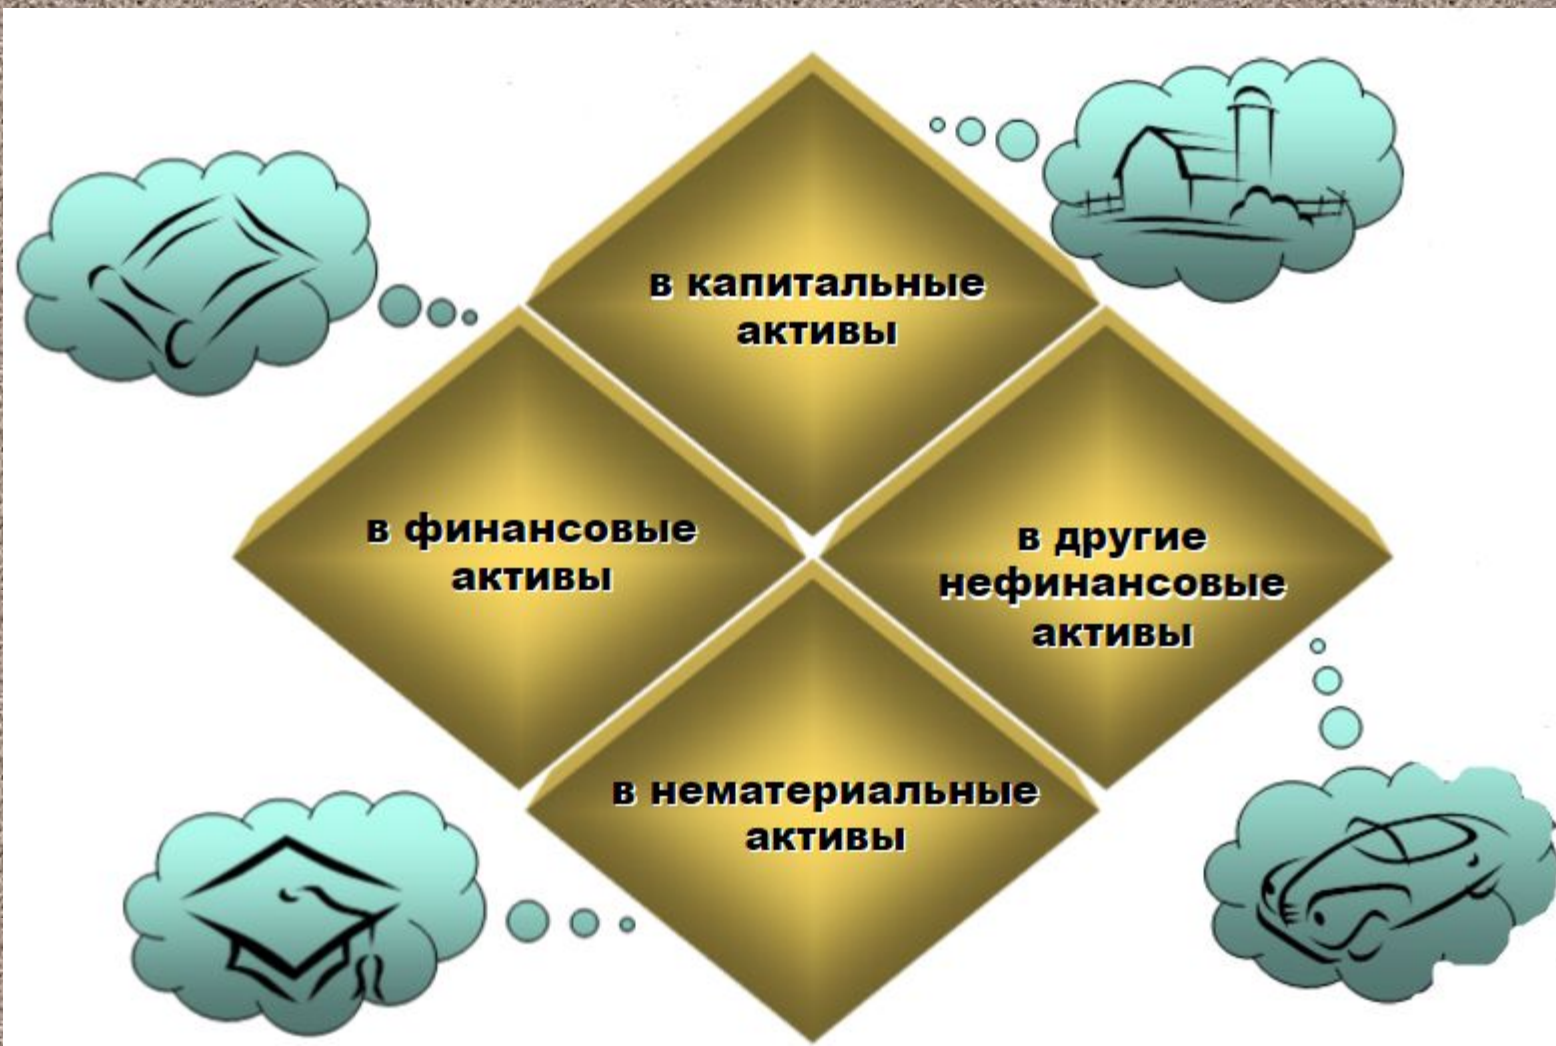 в капитальные
активы
в финансовые
активы
в другие
нефинансовые
активы
в нематериальные
активы